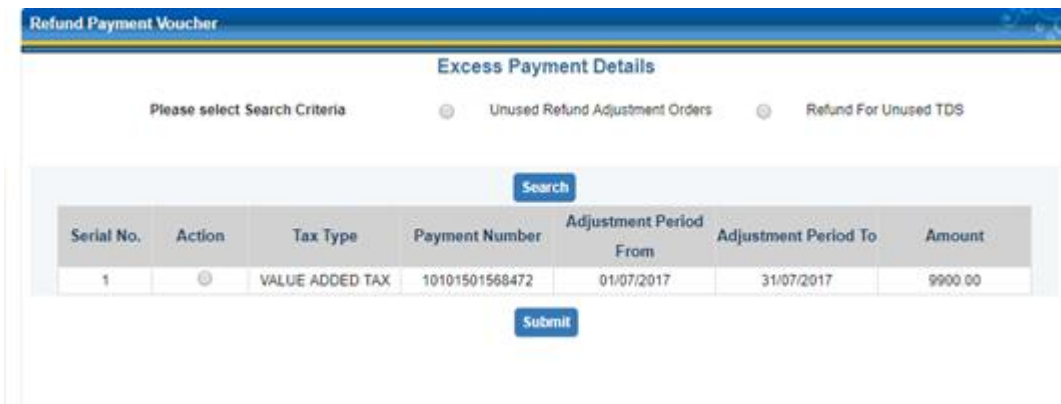 Refund Payment Voucher
Excess Payment Details
Please select Search Criteria Unused Refund Adjustment Orders Refund For Unused TDS
Search
Serial No. Action Tax Type Payment Number Adjustment Period From Adjustment Period To Amount
1 VALUE ADDED TAX 10101501568472 01/07/2017 31/07/2017 9900.00
Submit